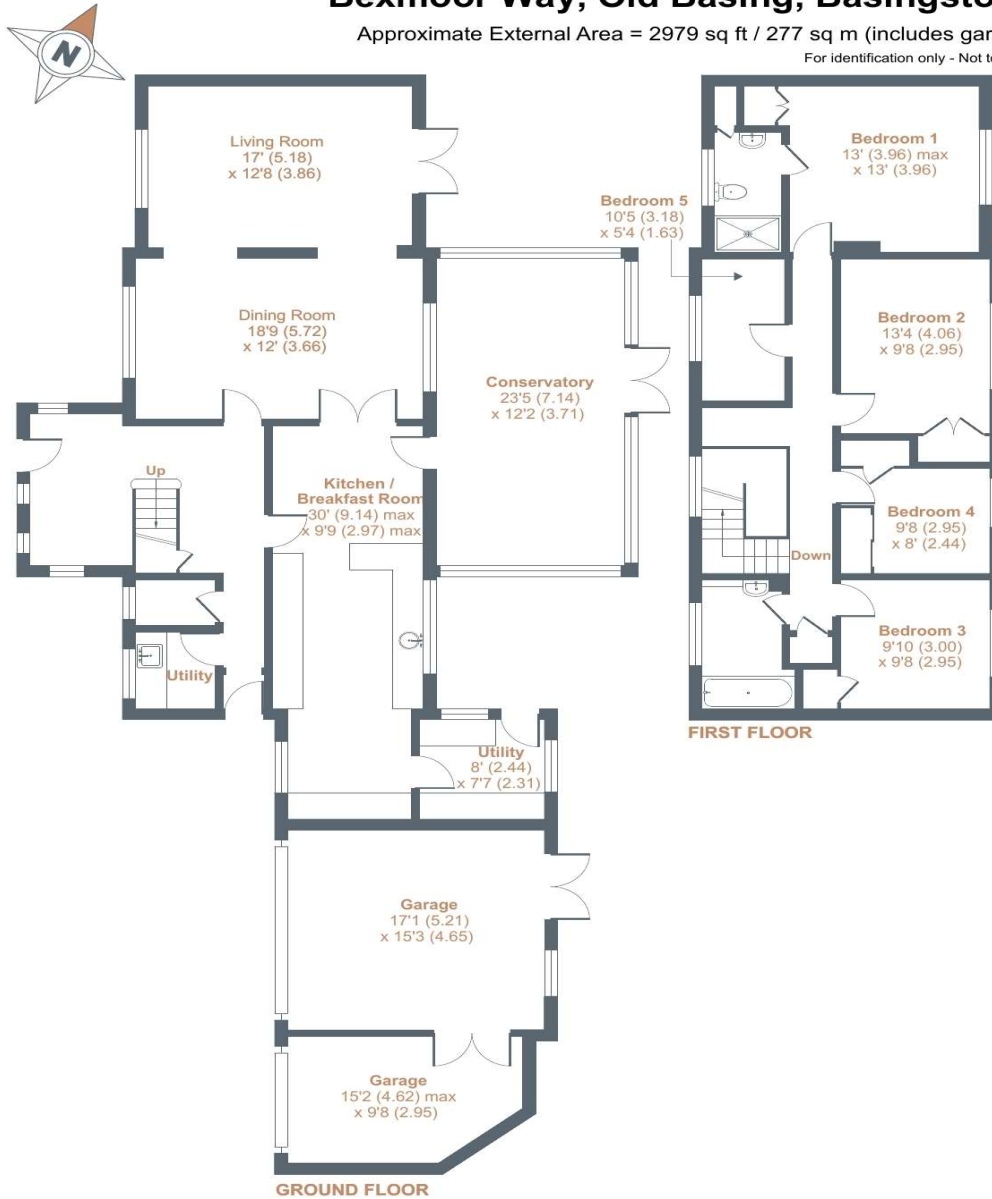 Approximate External Area = 2979 sq ft / 277 sq m (includes
For identification only - Not
N
Living Room
17' (5.18)
x 12'8 (3.86)
Dining Room
18'9 (5.72)
x 12' (3.66)
Conservatory
23'5 (7.14)
x 12'2 (3.71)
Up
Kitchen /
Breakfast Room
30' (9.14) max
x 9'9 (2.97) max
Utility
Utility
8' (2.44)
x 7'7 (2.31)
Garage
17'1 (5.21)
x 15'3 (4.65)
Garage
15'2 (4.62) max
x 9'8 (2.95)
GROUND FLOOR
Bedroom 1
13' (3.96) max
x 13' (3.96)
Bedroom 5
10'5 (3.18)
x 5'4 (1.63)
Bedroom 2
13'4 (4.06)
x 9'8 (2.95)
Bedroom 4
9'8 (2.95)
x 8' (2.44)
Down
Bedroom 3
9'10 (3.00)
x 9'8 (2.95)
FIRST FLOOR